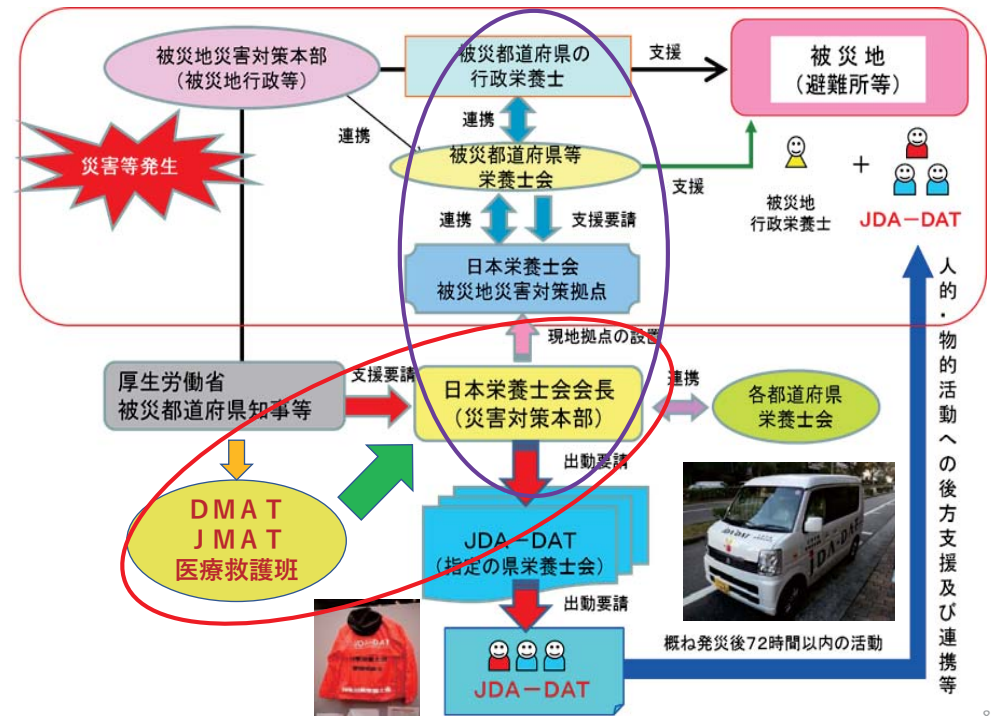 被災地災害対策本部
（被災地行政等）
被災都道府県の
行政栄養士
支援
被 災 地
（避難所等）
災害等発生
連携
連携
被災都道府県等
栄養士会
支援
被災地
行政栄養士
＋
JDA－DAT
連携
支援要請
日本栄養士会
被災地災害対策拠点
現地拠点の設置
厚生労働省
被災都道府県知事等
支援要請
日本栄養士会会長
（災害対策本部）
連携
各都道府県
栄養士会
出動要請
DMAT
JMAT
医療救護班
JDA－DAT
（指定の県栄養士会）
出動要請
JDA－DAT
概ね発災後72時間以内の活動
人的・物的活動への後方支援及び連携等
JDA-DAT
JDA-DAT
8